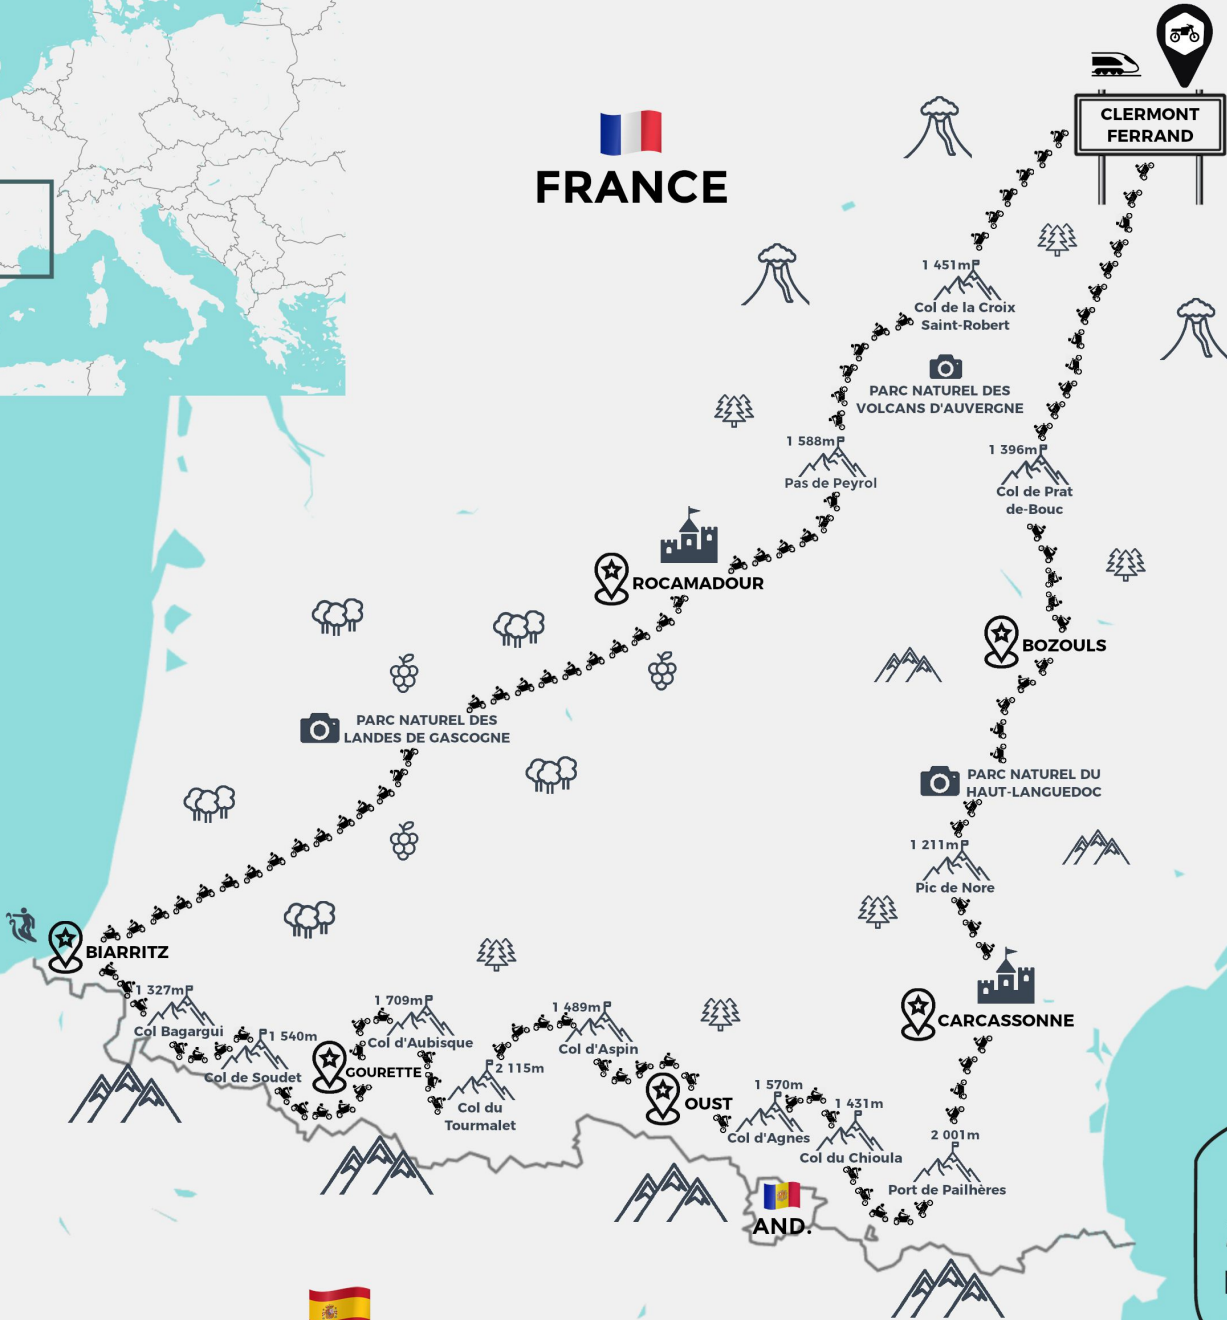 CLERMONT
FERRAND
FRANCE
1 451m
Col de la Croix
Saint-Robert
PARC NATUREL DES
VOLCANS D'AUVERGNE
1 588m
Pas de Peyrol
1 396m
Col de Prat
de-Bouc
ROCAMADOUR
BOZOULS
PARC NATUREL DES
LANDES DE GASCOGNE
PARC NATUREL DU
HAUT-LANGUEDOC
1 211m
Pic de Nore
BIARRITZ
1 327m
Col Bagargui
1 540m
Col de Soudet
GOURETTE
1 709m
Col d'Aubisque
2 115m
Col du
Tourmalet
1 489m
Col d'Aspin
OUST
CARCASSONNE
1 570m
Col d'Agnes
1 431m
Col du Chioula
2 001m
Port de Pailhères
AND.